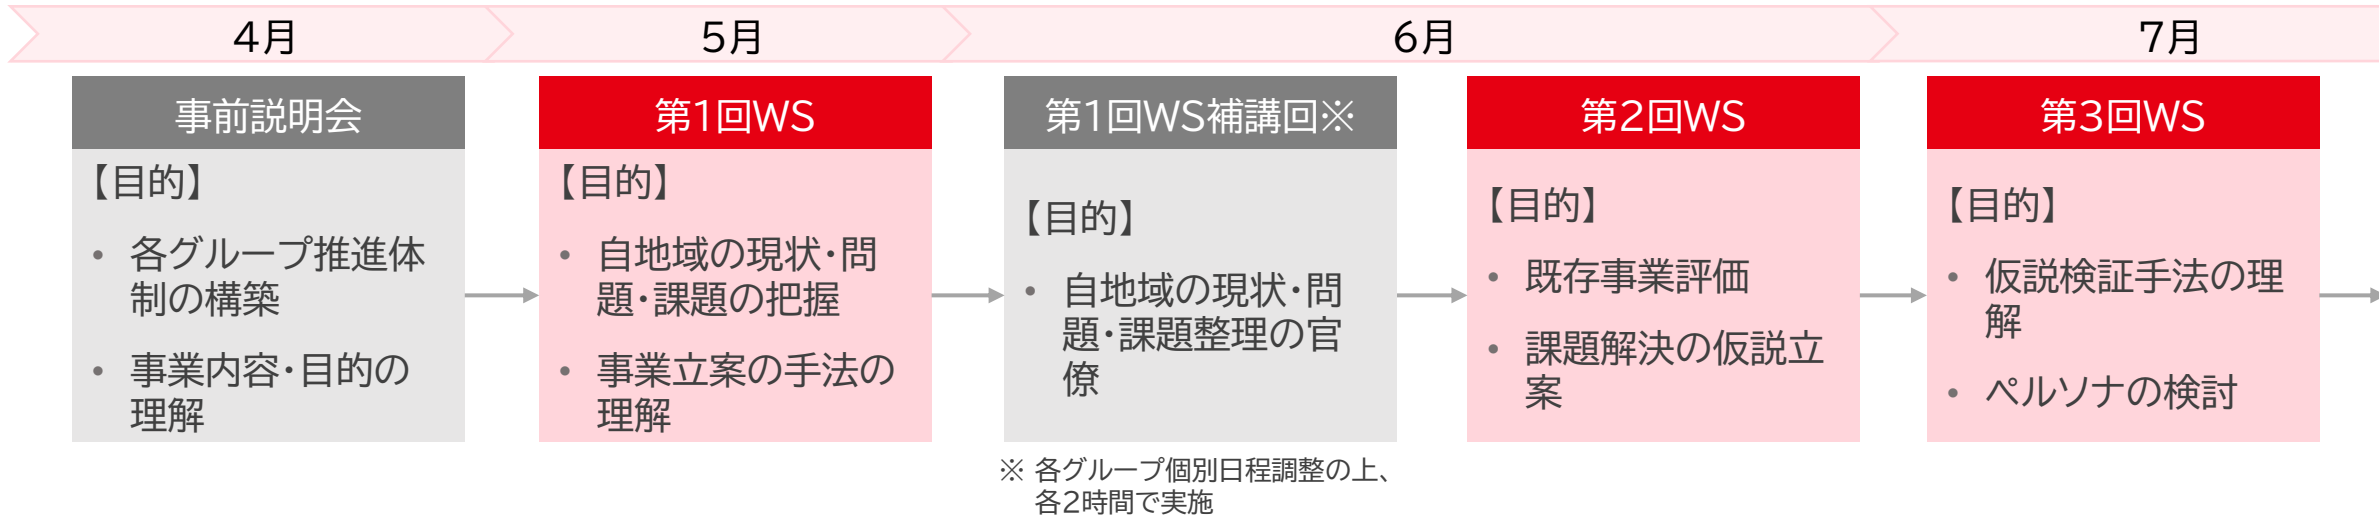 4月
5月
6月
7月
事前説明会
【目的】
• 各グループ推進体
制の構築
• 事業内容・目的の
理解
第1回WS
【目的】
• 自地域の現状・問
題・課題の把握
• 事業立案の手法の
理解
第1回WS補講回※
【目的】
• 自地域の現状・問
題・課題整理の官
僚
※ 各グループ個別日程調整の上、
各2時間で実施
第2回WS
【目的】
• 既存事業評価
• 課題解決の仮説立
案
第3回WS
【目的】
• 仮説検証手法の理
解
• ペルソナの検討